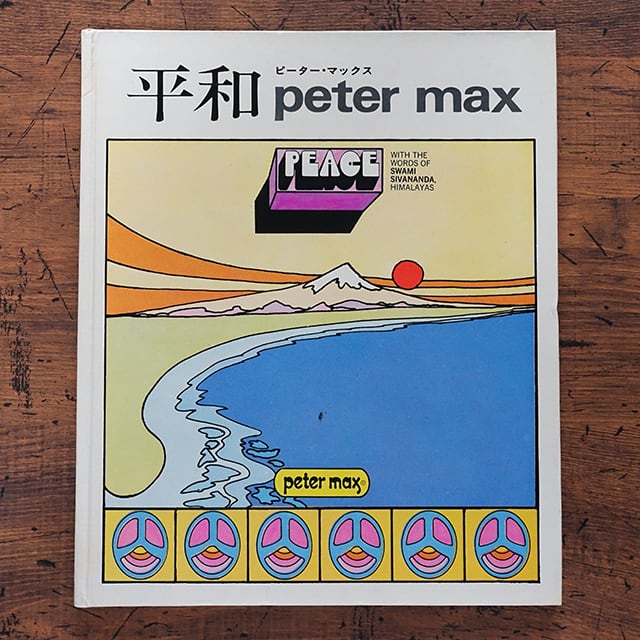 平和
ピーター・マックス
peter max
PEACE
WITH THE
WORDS OF
SWAMI
SIVANANDA,
HIMALAYAS
peter max©